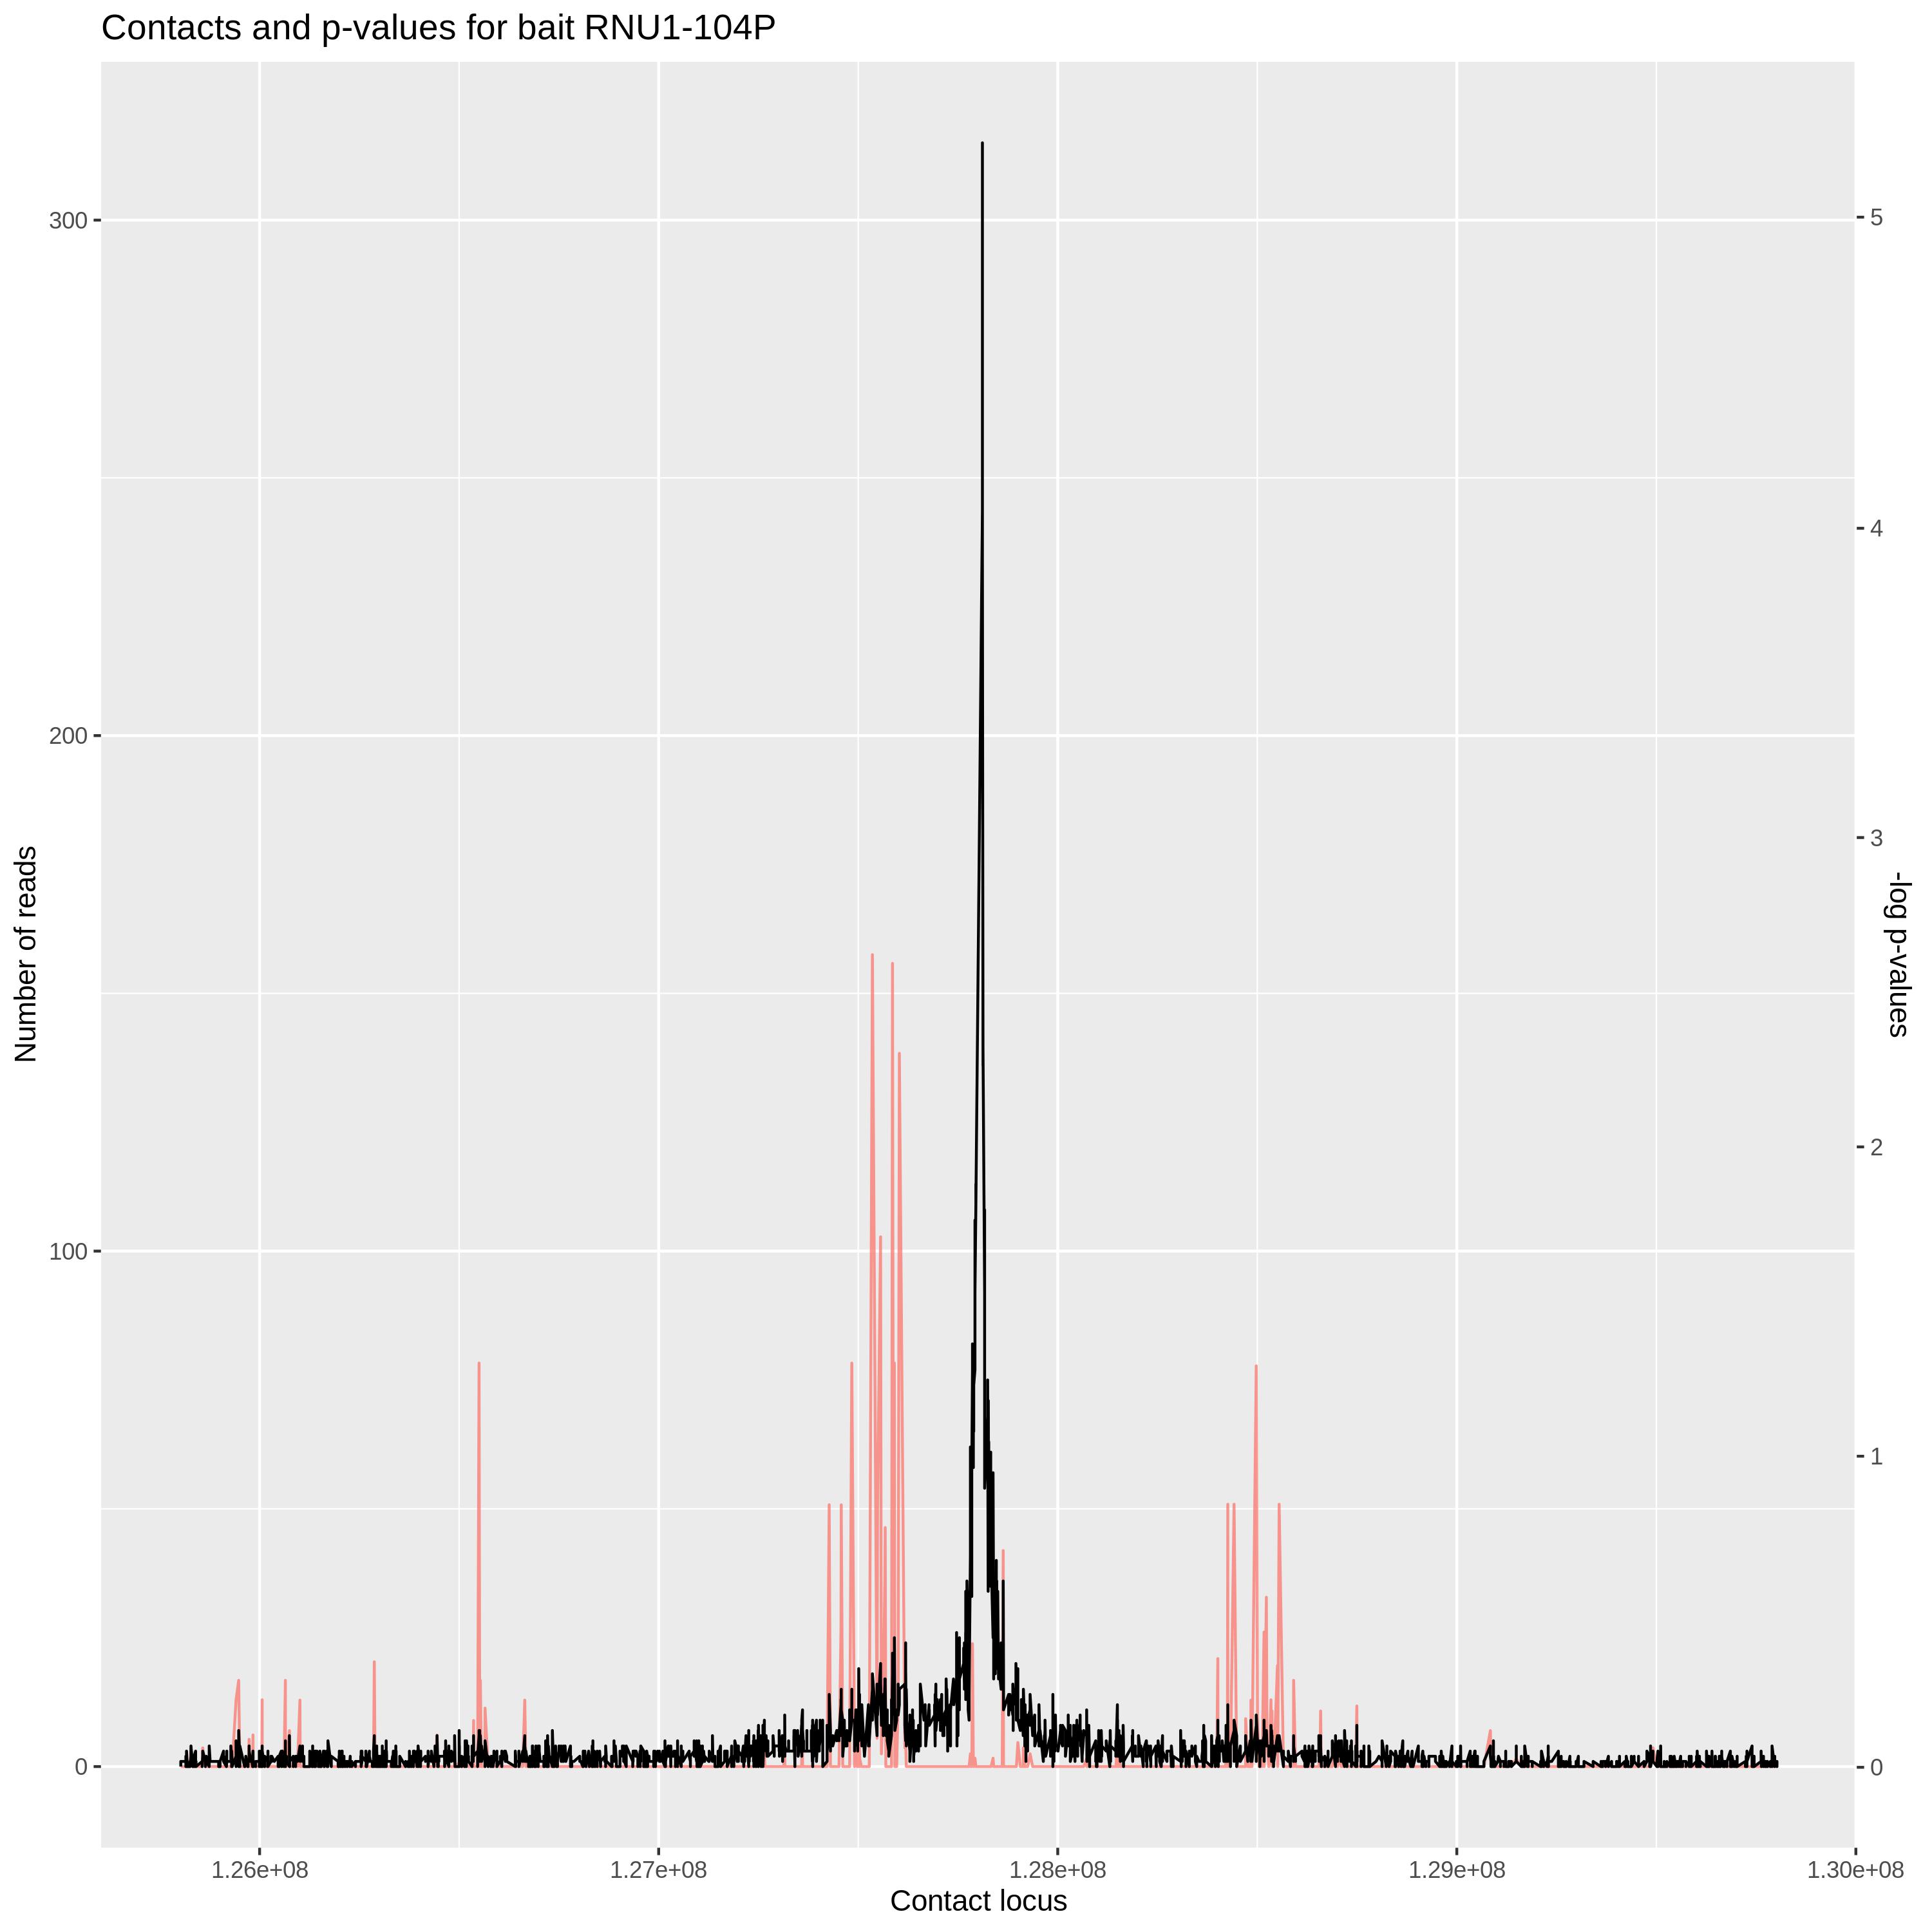 Contacts and p-values for bait RNU1-104P
300
200
100
0
Number of reads
5
4
3
2
1
0
-log p-values
1.26e+08
1.27e+08
1.28e+08
1.29e+08
1.30e+08
Contact locus